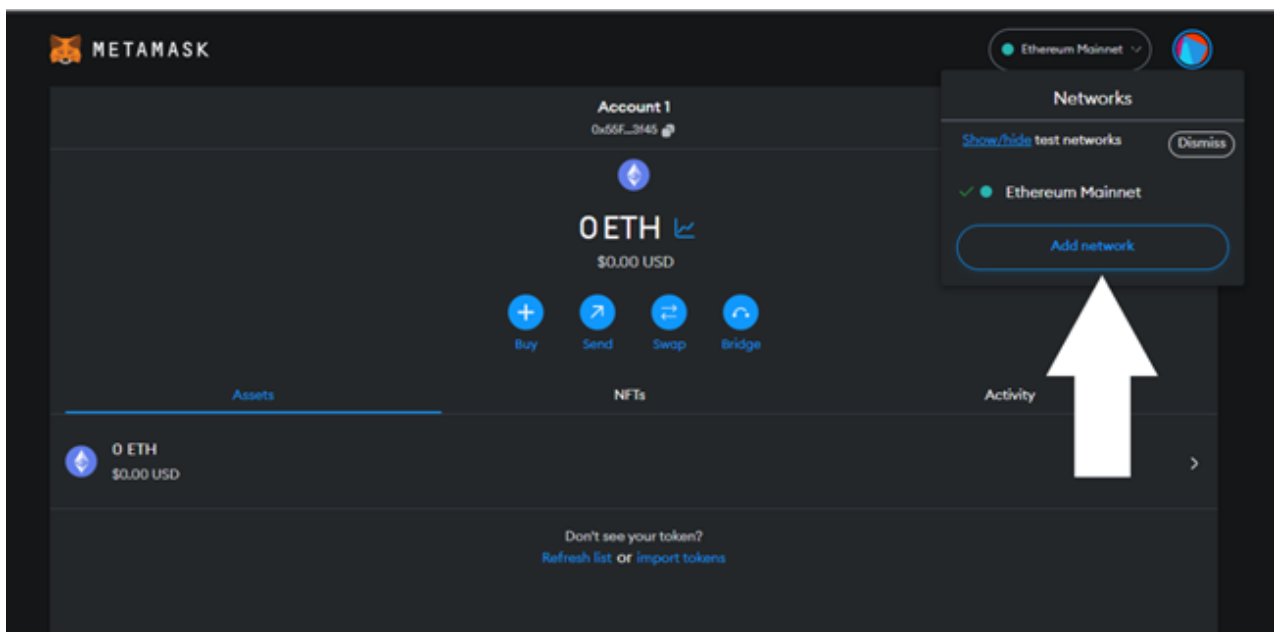 METAMASK
Ethereum Mainnet
Networks
Show/hide test networks
Dismiss
Ethereum Mainnet
Add network
Account 1
0x55F...3f45
0 ETH
$0.00 USD
Buy
Send
Swap
Bridge
Assets
NFTs
Activity
0 ETH
$0.00 USD
Don't see your token?
Refresh list or import tokens